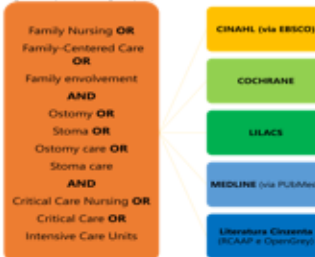 Family Nursing OR
Family-Centered Care
OR
Family envolvement
AND
Ostomy OR
Stoma OR
Ostomy care OR
Stoma care
AND
Critical Care Nursing OR
Critical Care OR
Intensive Care Units
CINAHL (via EBSCO)
COCHRANE
LILACS
MEDLINE (via PubMed
Literatura Cinzenta
(RCAAP e OpenGrey)